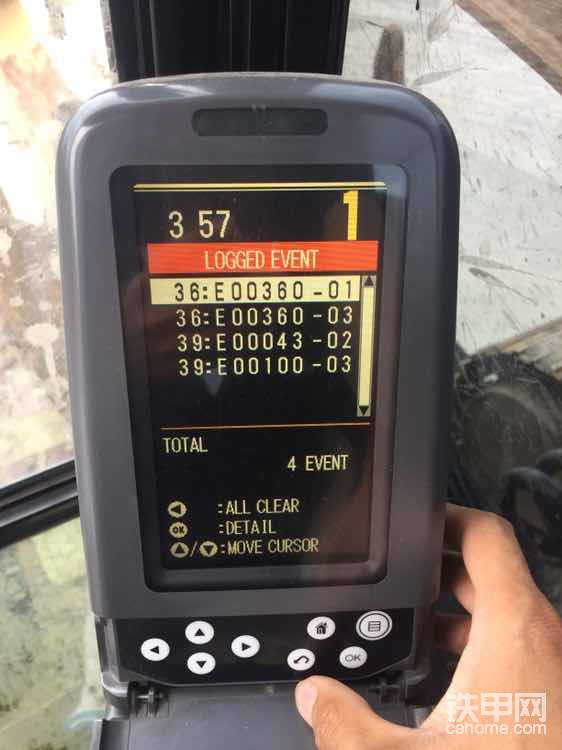 3 57 1
LOGGED EVENT
36:E00360-01
36:E00360-03
39:E00043-02
39:E00100-03
TOTAL
4 EVENT
:ALL CLEAR
OK :DETAIL
/ :MOVE CURSOR
OK
铁甲网
cehome.com